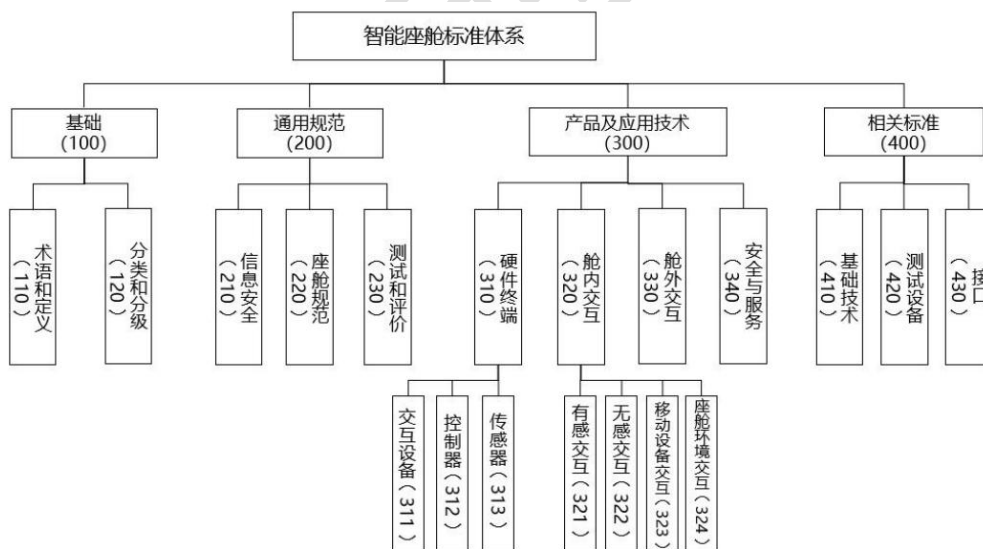 智能座舱标准体系
基础
(100)
通用规范
(200)
产品及应用技术
(300)
相关标准
(400)
术语和定义(110)
分类和分级(120)
信息安全(210)
座舱规范(220)
测试和评价(230)
硬件终端(310)
舱内交互(320)
舱外交互(330)
安全与服务(340)
基础技术(410)
测试设备(420)
接口(430)
交互设备(311)
控制器(312)
传感器(313)
有感交互(321)
无感交互(322)
移动设备交互(323)
座舱环境交互(324)